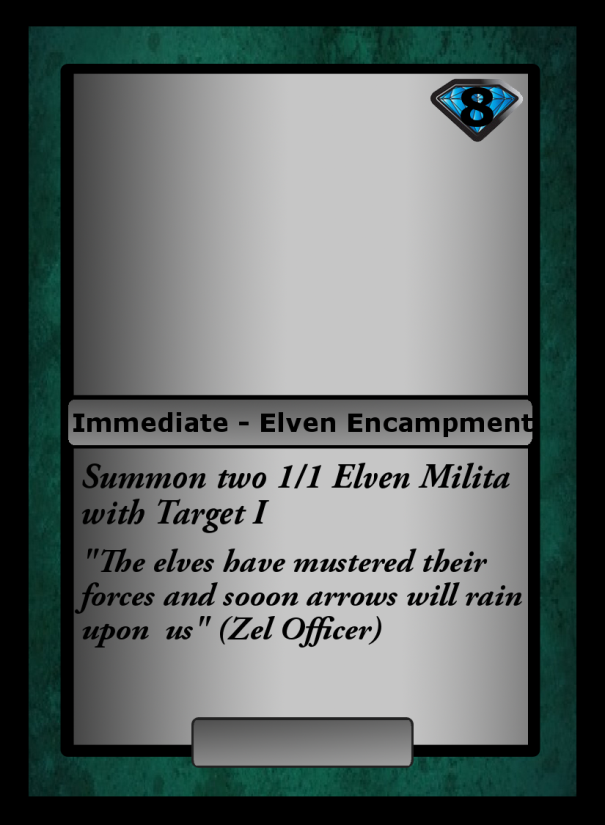 8
Immediate - Elven Encampment
Summon two 1/1 Elven Milita
with Target I
"The elves have mustered their
forces and sooon arrows will rain
upon  us" (Zel Officer)